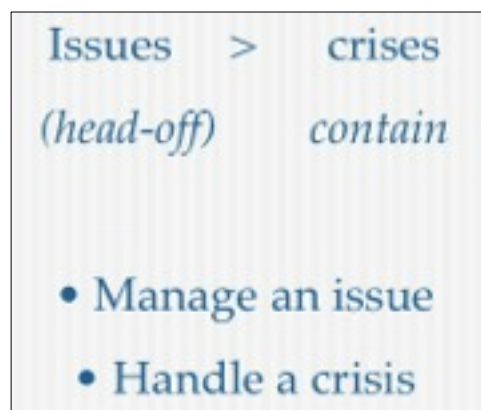 Issues > crises
(head-off) contain
• Manage an issue
• Handle a crisis